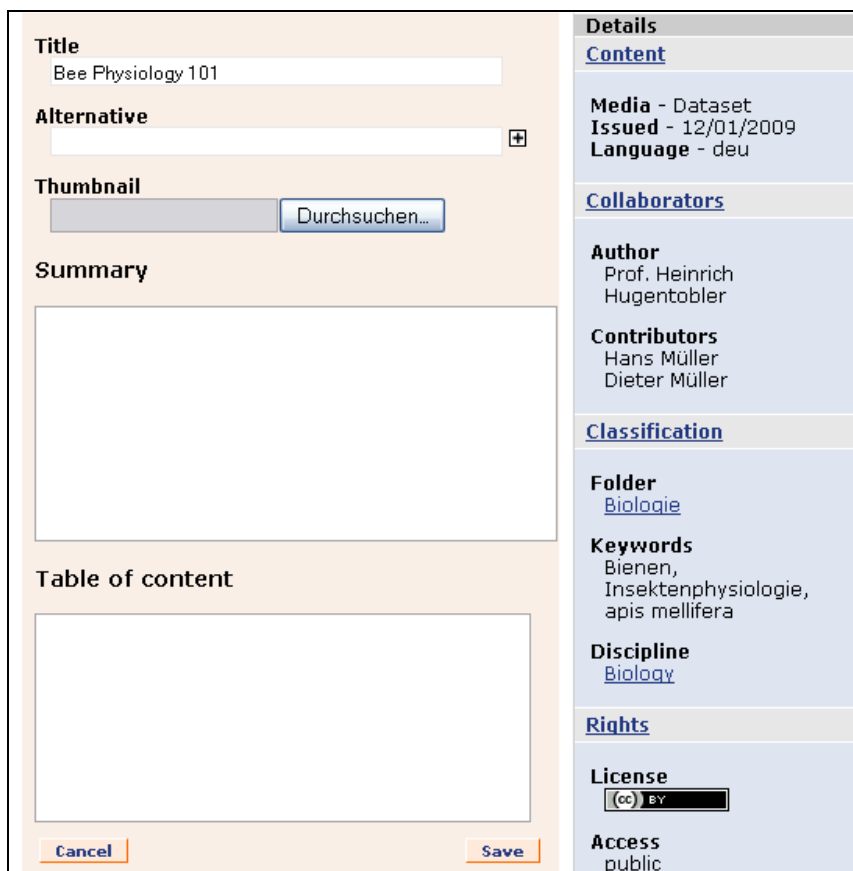 Title
Bee Physiology 101
Alternative
Thumbnail
Durchsuchen...
Summary
Table of content
Cancel
Save
Details
Content
Media - Dataset
Issued - 12/01/2009
Language - deu
Collaborators
Author
Prof. Heinrich
Hugentobler
Contributors
Hans Müller
Dieter Müller
Classification
Folder
Biologie
Keywords
Bienen,
Insektenphysiologie,
apis mellifera
Discipline
Biology
Rights
License
(cc) BY
Access
public